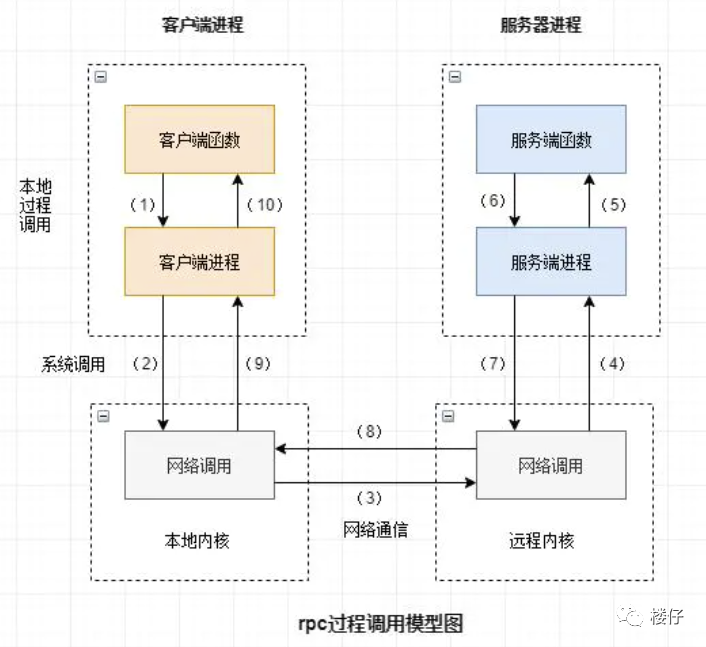 客户端进程
服务器进程
客户端函数
服务端函数
本地
过程
调用
（1）
（10）
（6）
（5）
客户端进程
服务端进程
系统调用
（2）
（9）
（7）
（4）
（8）
网络调用
网络调用
（3）
网络通信
本地内核
远程内核
rpc过程调用模型图
楼仔